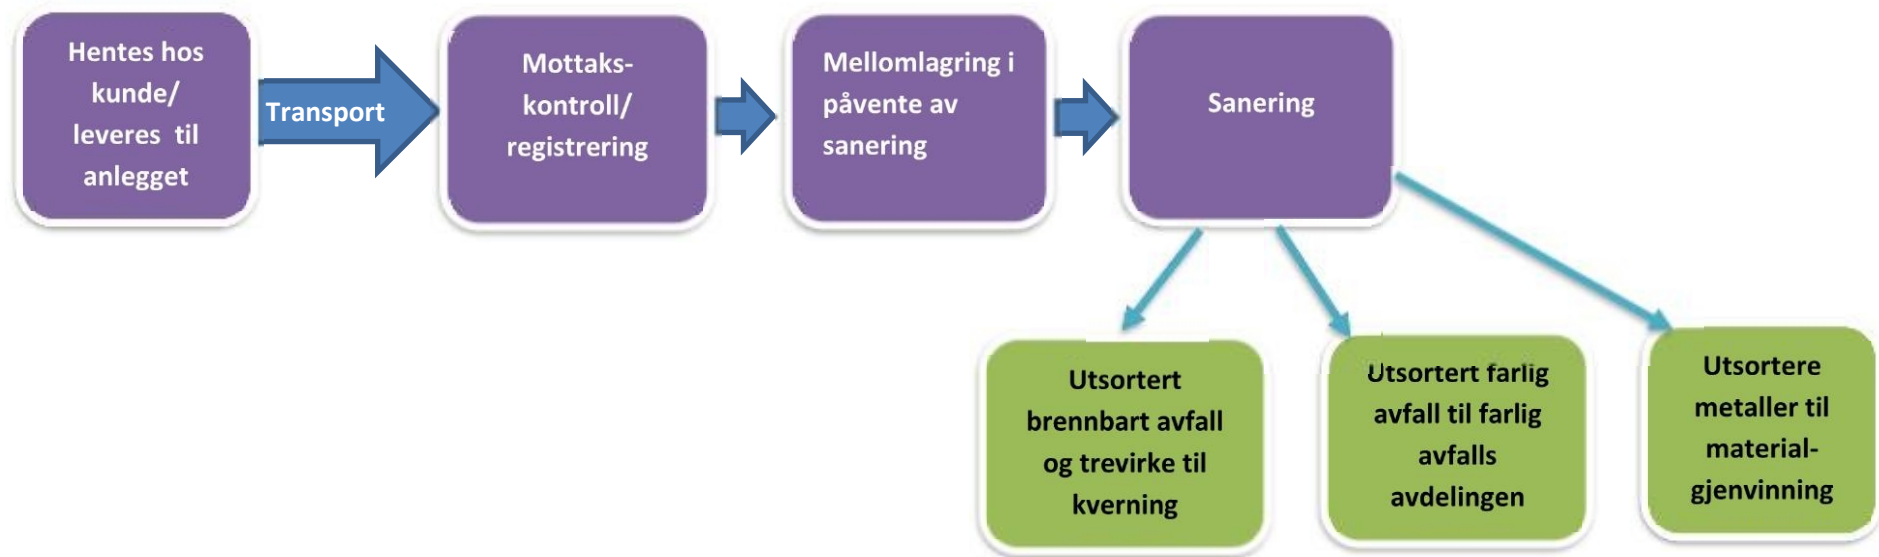 Hentes hos
kunde/
leveres til
anlegget
Transport
Mottaks-
kontroll/
registrering
Mellomlagring i
påvente av
sanering
Sanering
Utsortert
brennbart avfall
og trevirke til
kverning
Utsortert farlig
avfall til farlig
avfalls
avdelingen
Utsortere
metaller til
material-
gjenvinning